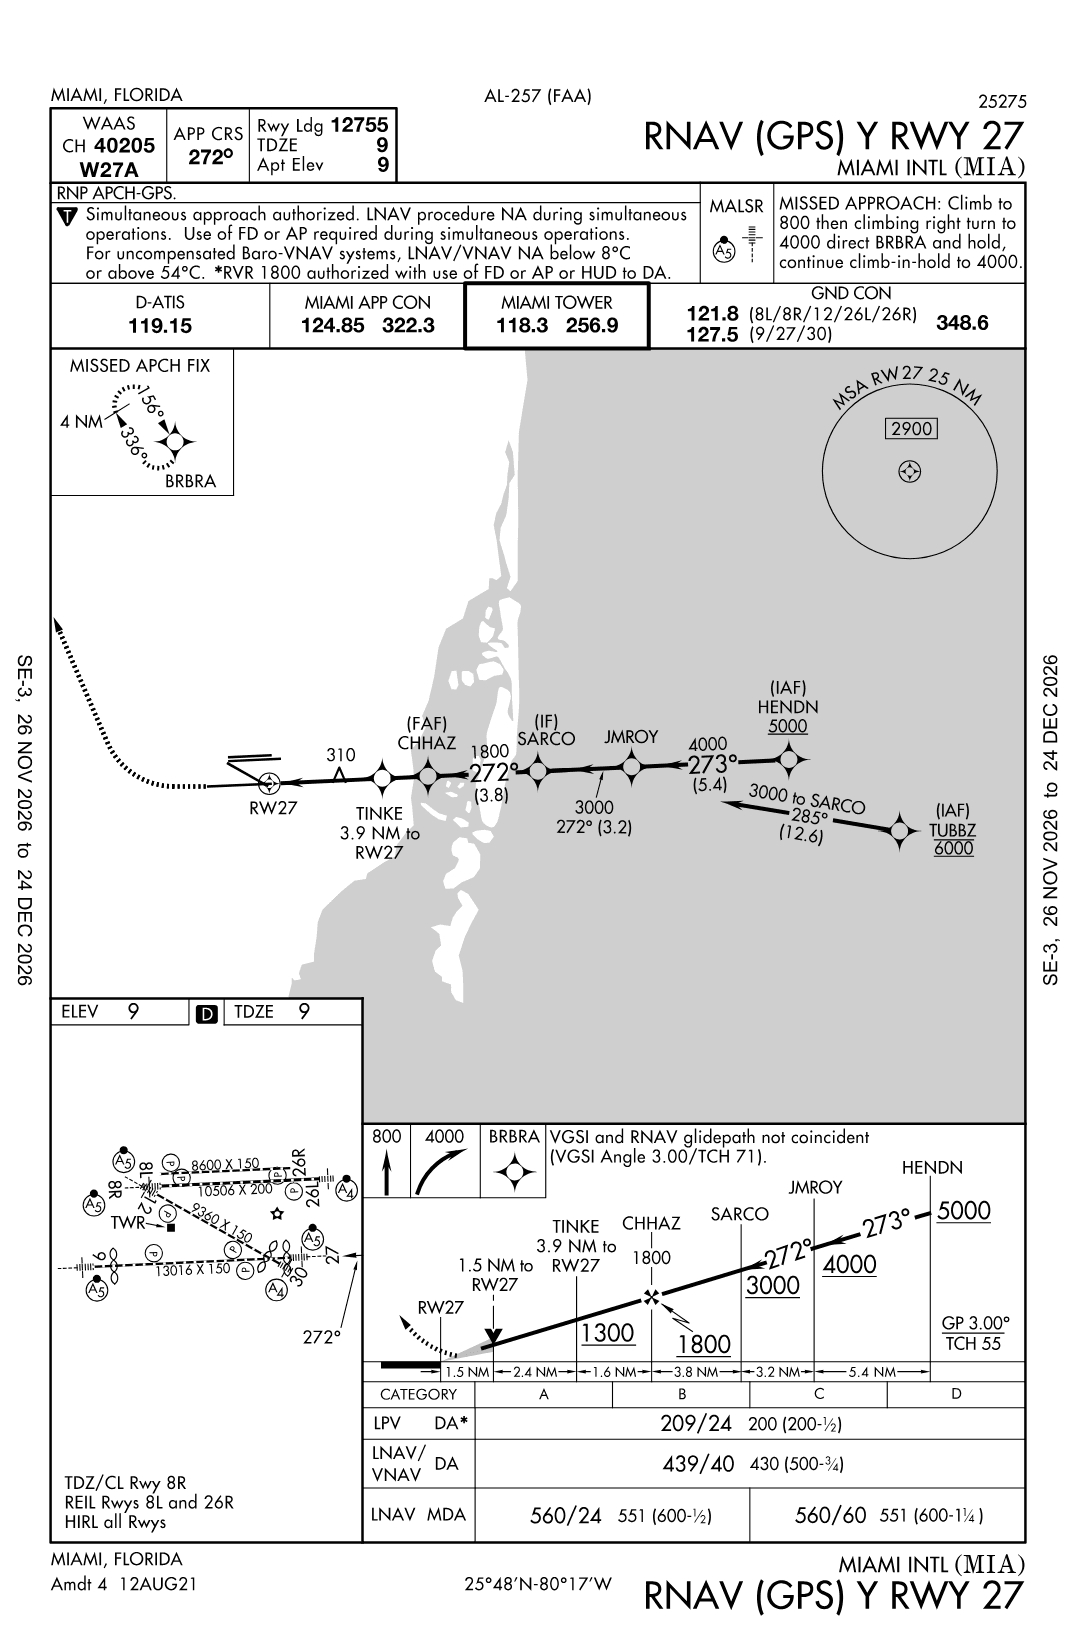 MIAMI, FLORIDA
AL-257 (FAA)
25275
WAAS
CH 40205
W27A
APP CRS
272°
Rwy Ldg 12755
TDZE 9
Apt Elev 9
RNAV (GPS) Y RWY 27
MIAMI INTL (MIA)
RNP APCH-GPS.
T
Simultaneous approach authorized. LNAV procedure NA during simultaneous
operations. Use of FD or AP required during simultaneous operations.
For uncompensated Baro-VNAV systems, LNAV/VNAV NA below 8°C
or above 54°C. *RVR 1800 authorized with use of FD or AP or HUD to DA.
MALSR
A5
MISSED APPROACH: Climb to
800 then climbing right turn to
4000 direct BRBRA and hold,
continue climb-in-hold to 4000.
D-ATIS
119.15
MIAMI APP CON
124.85 322.3
MIAMI TOWER
118.3 256.9
GND CON
121.8 (8L/8R/12/26L/26R)
127.5 (9/27/30)
348.6
MISSED APCH FIX
4 NM
156°
336°
BRBRA
MSA RW27 25 NM
2900
SE-3, 26 NOV 2026 to 24 DEC 2026
SE-3, 26 NOV 2026 to 24 DEC 2026
(IAF)
HENDN
5000
(IF)
SARCO
JMROY
(FAF)
CHHAZ
310
1800
272°
(3.8)
4000
273°
(5.4)
RW27
TINKE
3.9 NM to
RW27
3000
272° (3.2)
3000 to SARCO
285°
(12.6)
(IAF)
TUBBZ
6000
ELEV 9
D
TDZE 9
A5
8L
P
P
8600 X 150
26R
P
P
8R
A5
10506 X 200
26L
A4
12
P
9360 X 150
TWR
9
P
P
P
13016 X 150
A5
27
30
A5
A4
272°
TDZ/CL Rwy 8R
REIL Rwys 8L and 26R
HIRL all Rwys
800
4000
BRBRA
VGSI and RNAV glidepath not coincident
(VGSI Angle 3.00/TCH 71).
HENDN
JMROY
SARCO
CHHAZ
1800
TINKE
3.9 NM to
RW27
1.5 NM to
RW27
RW27
5000
273°
4000
272°
3000
1800
1300
GP 3.00°
TCH 55
1.5 NM
2.4 NM
1.6 NM
3.8 NM
3.2 NM
5.4 NM
CATEGORY A B C D
LPV DA* 209/24 200 (200-½)
LNAV/
VNAV DA 439/40 430 (500-¾)
LNAV MDA 560/24 551 (600-½) 560/60 551 (600-1¼)
MIAMI, FLORIDA
Amdt 4 12AUG21
25°48'N-80°17'W
MIAMI INTL (MIA)
RNAV (GPS) Y RWY 27